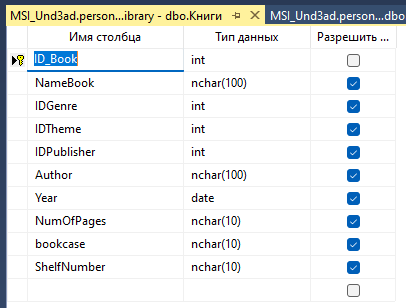 MSI_Und3ad.person...ibrary - dbo.Книги
MSI_Und3ad.person...dbo
Имя столбца Тип данных Разрешить ...
ID_Book int
NameBook nchar(100)
IDGenre int
IDTheme int
IDPublisher int
Author nchar(100)
Year date
NumOfPages nchar(10)
bookcase nchar(10)
ShelfNumber nchar(10)